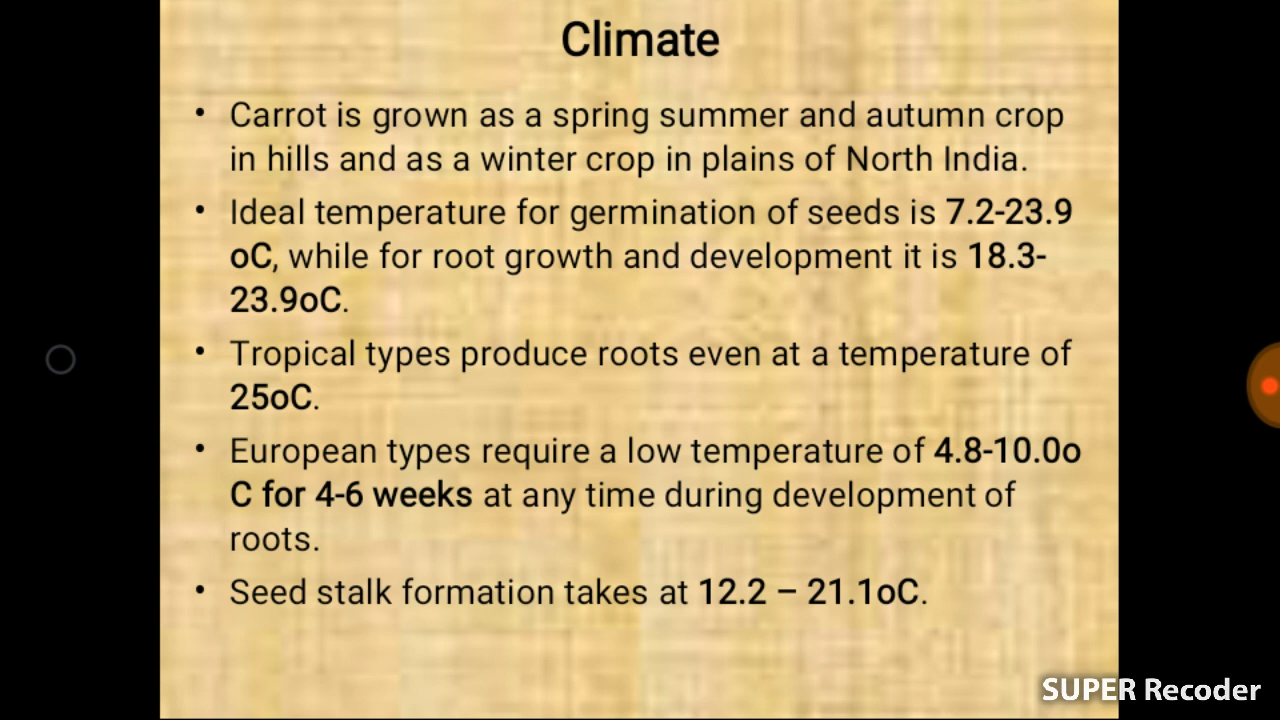 Climate
• Carrot is grown as a spring summer and autumn crop
in hills and as a winter crop in plains of North India.
• Ideal temperature for germination of seeds is 7.2-23.9
oC, while for root growth and development it is 18.3-
23.9oC.
• Tropical types produce roots even at a temperature of
25oC.
• European types require a low temperature of 4.8-10.0o
C for 4-6 weeks at any time during development of
roots.
• Seed stalk formation takes at 12.2 – 21.1oC.
SUPER Recoder